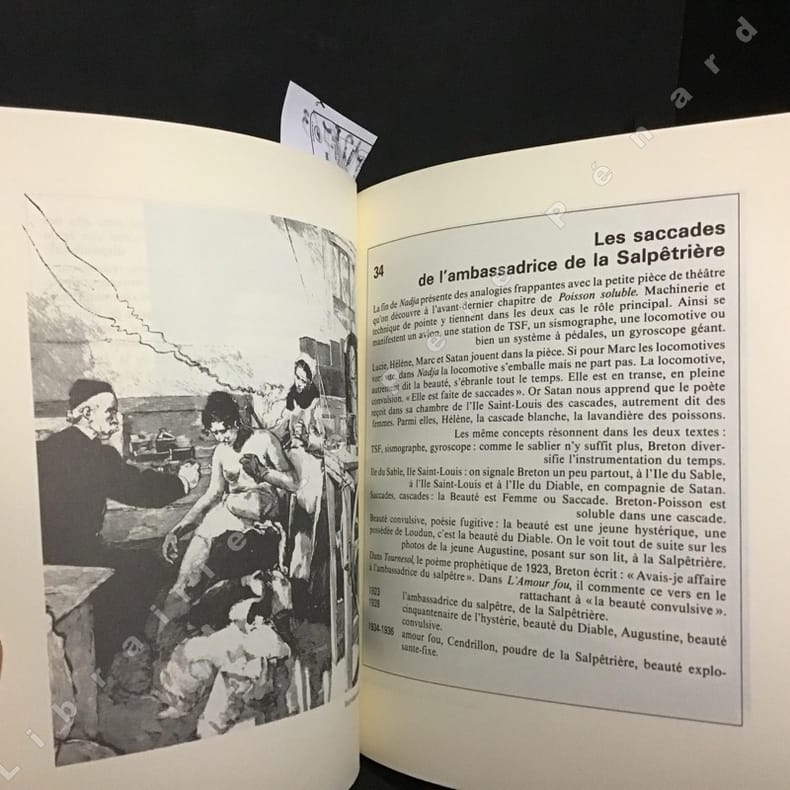 Les saccades
34 de l'ambassadrice de la Salpêtrière
La fin de Nadja présente des analogies frappantes avec la petite pièce de théâtre
qu'on découvre à l'avant-dernier chapitre de Poisson soluble. Machinerie et
technique de pointe y tiennent dans les deux cas le rôle principal. Ainsi se
manifestent un avion, une station de TSF, un sismographe, une locomotive ou
bien un système à pédales, un gyroscope géant.
Lucie, Hélène, Marc et Satan jouent dans la pièce. Si pour Marc les locomotives
dans Nadja la locomotive s'emballe mais ne part pas. La locomotive,
autrement dit la beauté, s'ébranle tout le temps. Elle est en transe, en pleine
convulsion. « Elle est faite de saccades ». Or Satan nous apprend que le poète
reçoit dans sa chambre de l'Ile Saint-Louis des cascades, autrement dit des
femmes. Parmi elles, Hélène, la cascade blanche, la lavandière des poissons.
Les même concepts résonnent dans les deux textes :
TSF, sismographe, gyroscope : comme le sablier n'y suffit plus, Breton diver-
sifie l'instrumentation du temps.
Ile du Sable, Ile Saint-Louis : on signale Breton un peu partout, à l'Ile du Sable,
à l'Ile Saint-Louis et à l'Ile du Diable, en compagnie de Satan.
Saccades, cascades : la Beauté est Femme ou Saccade. Breton-Poisson est
soluble dans une cascade.
Beauté convulsive, poésie fugitive : la beauté est une jeune hystérique, une
possédée de Loudun, c'est la beauté du Diable. On le voit tout de suite sur les
photos de la jeune Augustine, posant sur son lit, à la Salpêtrière.
Dans Tournesol, le poème prophétique de 1923, Breton écrit : « Avais-je affaire
à l'ambassadrice du salpêtre ». Dans L'Amour fou, il commente ce vers en le
rattachant à « la beauté convulsive ».
1923 l'ambassadrice du salpêtre, de la Salpêtrière.
1928 cinquantenaire de l'hystérie, beauté du Diable, Augustine, beauté
convulsive.
1934-1936 amour fou, Cendrillon, poudre de la Salpêtrière, beauté explo-
sante-fixe.
Librairie Pénard